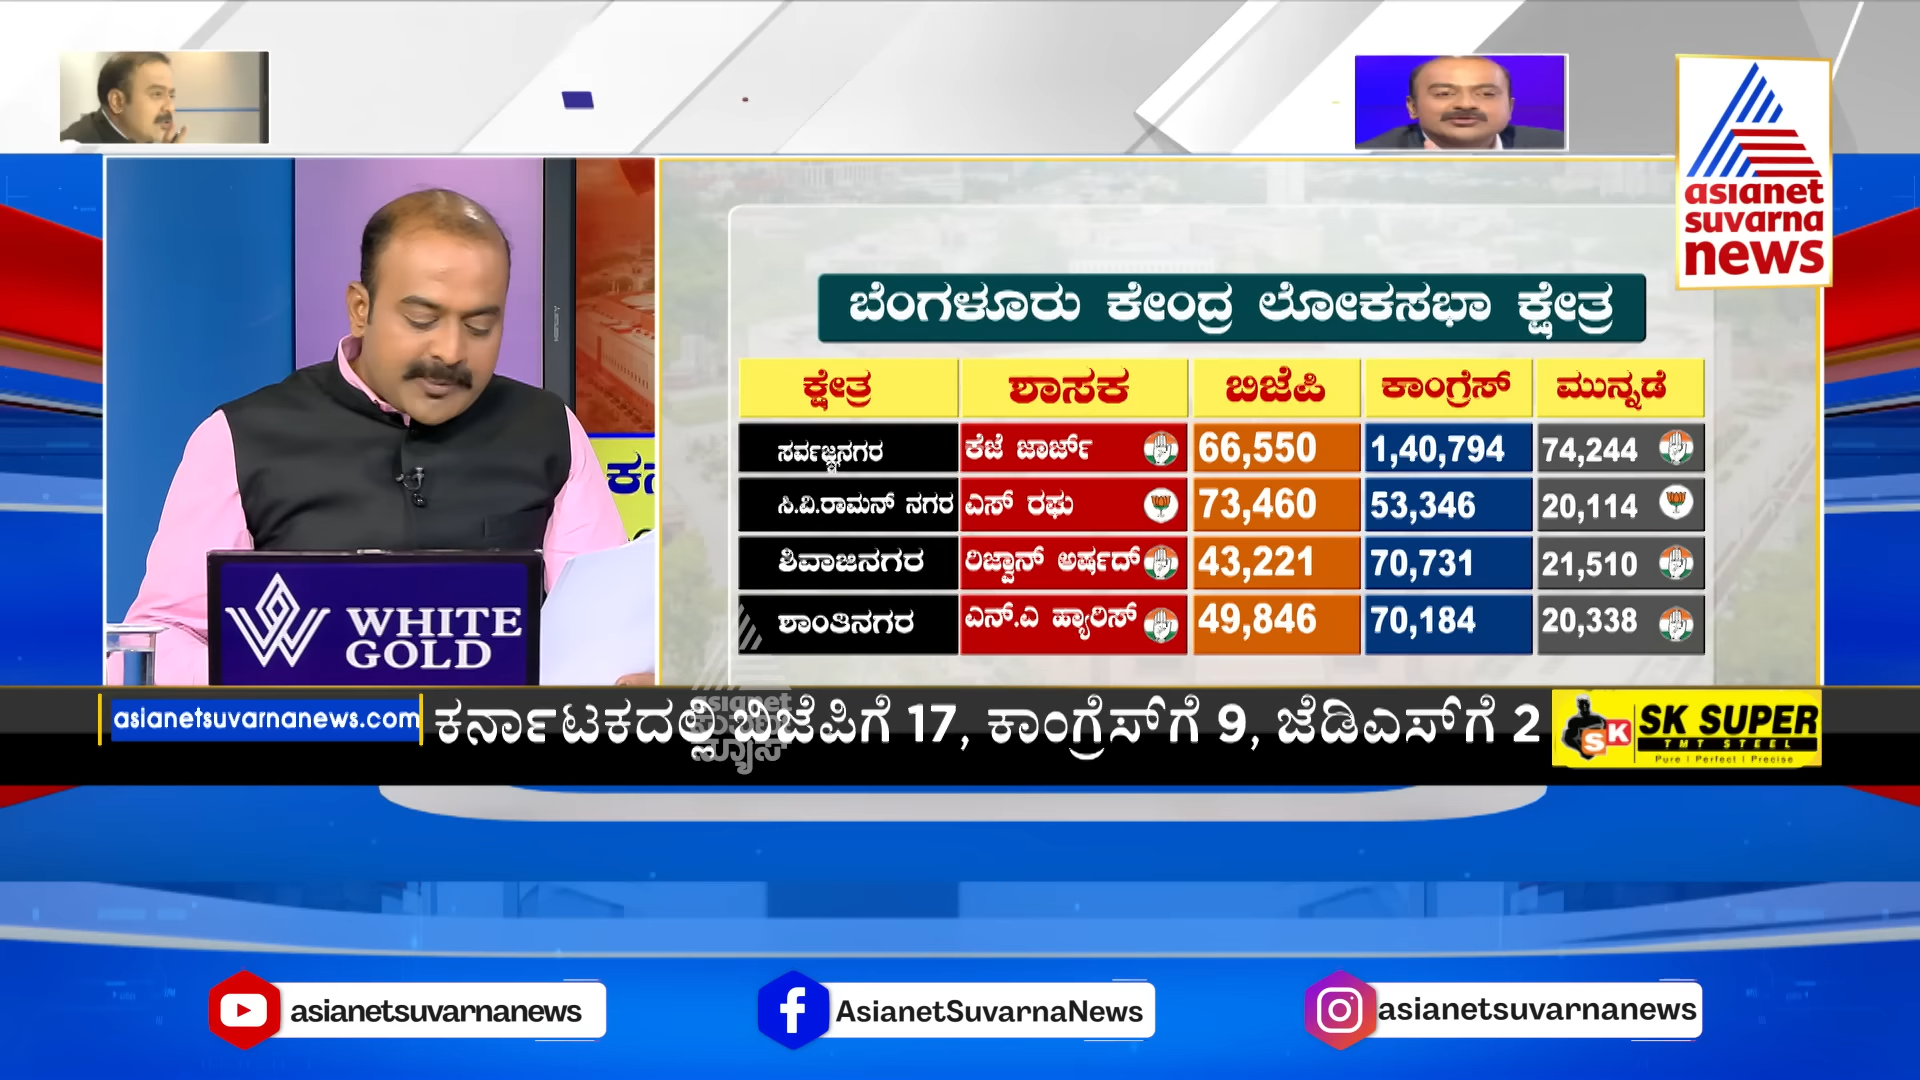 asianet
suvarna
news
ಬೆಂಗಳೂರು ಕೇಂದ್ರ ಲೋಕಸಭಾ ಕ್ಷೇತ್ರ
ಕ್ಷೇತ್ರ ಶಾಸಕ ಬಿಜೆಪಿ ಕಾಂಗ್ರೆಸ್ ಮುನ್ನಡೆ
ಸರ್ವಜ್ಞನಗರ ಕೆಜೆ ಜಾರ್ಜ್ 66,550 1,40,794 74,244
ಸಿ.ವಿ.ರಾಮನ್ ನಗರ ಎಸ್ ರಘು 73,460 53,346 20,114
ಶಿವಾಜಿನಗರ ರಿಜ್ವಾನ್ ಅರ್ಷದ್ 43,221 70,731 21,510
ಶಾಂತಿನಗರ ಎನ್.ಎ ಹ್ಯಾರಿಸ್ 49,846 70,184 20,338
WHITE
GOLD
asianetsuvarnanews.com ಕರ್ನಾಟಕದಲ್ಲಿ ಬಿಜೆಪಿಗೆ 17, ಕಾಂಗ್ರೆಸ್‌ಗೆ 9, ಜೆಡಿಎಸ್‌ಗೆ 2
SK SK SUPER
TMT STEEL
Pure | Perfect | Precise
asianet
ಸುವರ್ಣ
ನ್ಯೂಸ್
asianetsuvarnanews AsianetSuvarnaNews asianetsuvarnanews